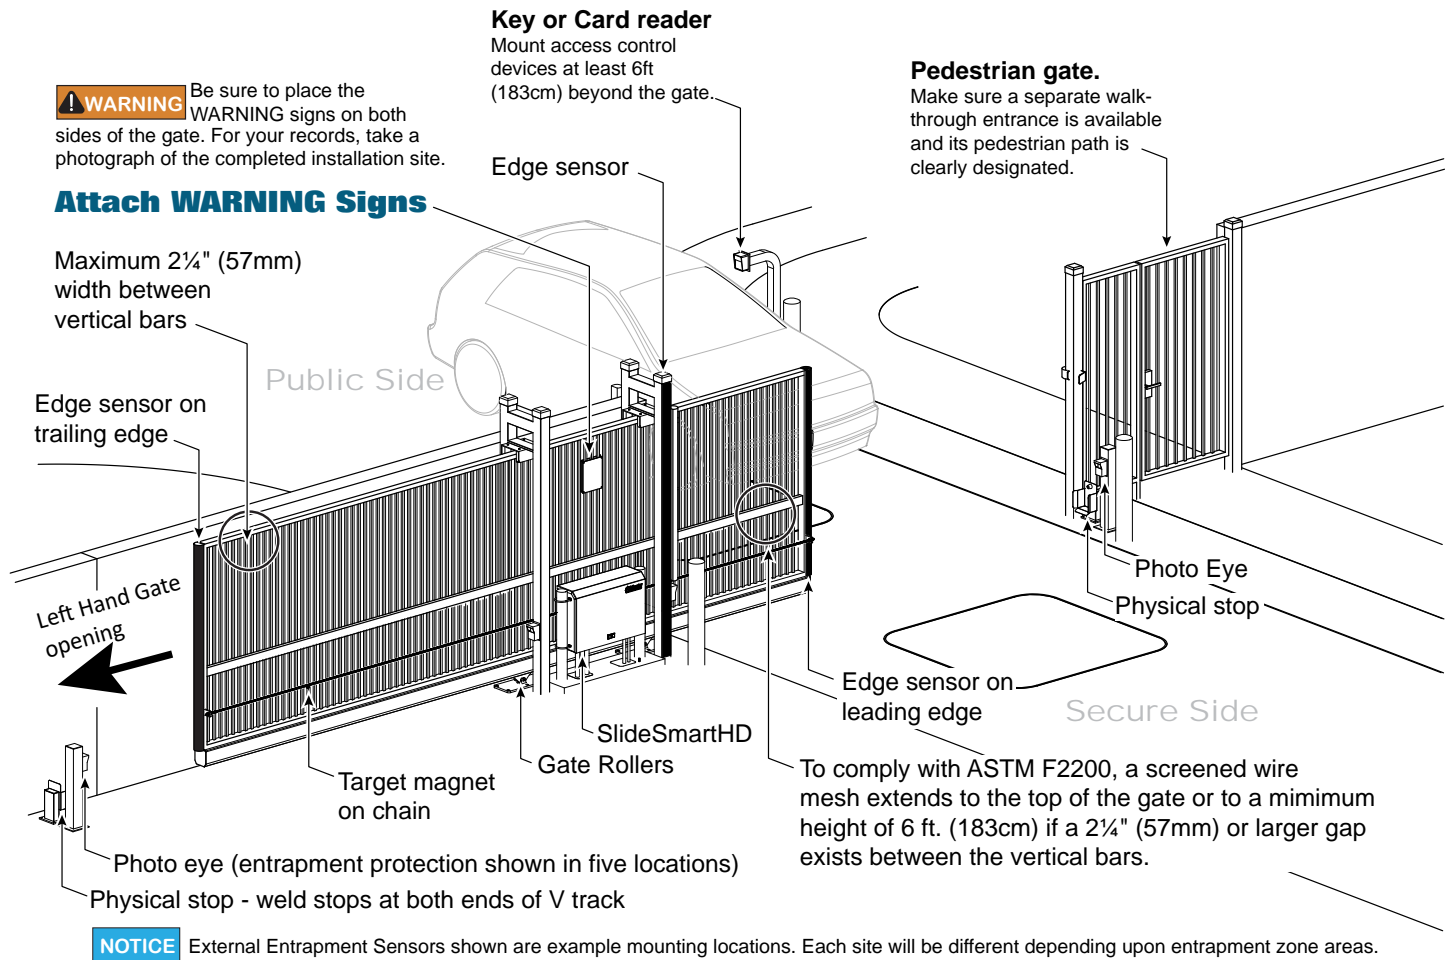 Key or Card reader
Mount access control
devices at least 6ft
(183cm) beyond the gate.
Pedestrian gate.
Make sure a separate walk-
through entrance is available
and its pedestrian path is
clearly designated.
WARNING Be sure to place the
WARNING signs on both
sides of the gate. For your records, take a
photograph of the completed installation site.
Attach WARNING Signs
Edge sensor
Maximum 2¼" (57mm)
width between
vertical bars
Public Side
Edge sensor on
trailing edge
Left Hand Gate
opening
Photo Eye
Physical stop
Edge sensor on
leading edge
Secure Side
SlideSmartHD
Gate Rollers
Target magnet
on chain
To comply with ASTM F2200, a screened wire
mesh extends to the top of the gate or to a mimimum
height of 6 ft. (183cm) if a 2¼" (57mm) or larger gap
exists between the vertical bars.
Photo eye (entrapment protection shown in five locations)
Physical stop - weld stops at both ends of V track
NOTICE External Entrapment Sensors shown are example mounting locations. Each site will be different depending upon entrapment zone areas.